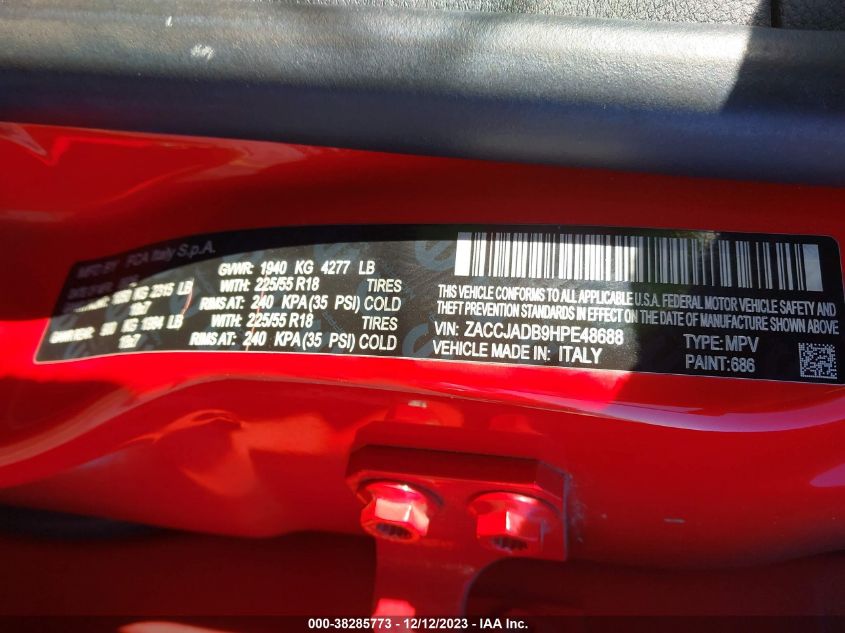 MFD BY FCA Italy S.p.A.
GVWR: 1940 KG 4277 LB
KG 2315 LB WITH: 225/55 R18 TIRES
RIMS AT: 240 KPA(35 PSI) COLD
KG LB WITH: 225/55 R18 TIRES
RIMS AT: 240 KPA(35 PSI) COLD
THIS VEHICLE CONFORMS TO ALL APPLICABLE U.S.A. FEDERAL MOTOR VEHICLE SAFETY AND
THEFT PREVENTION STANDARDS IN EFFECT ON THE DATE OF MANUFACTURE SHOWN ABOVE.
VIN: ZACCJADB9HPE48688 TYPE: MPV
VEHICLE MADE IN: ITALY PAINT:686
000-38285773 - 12/12/2023 - IAA Inc.